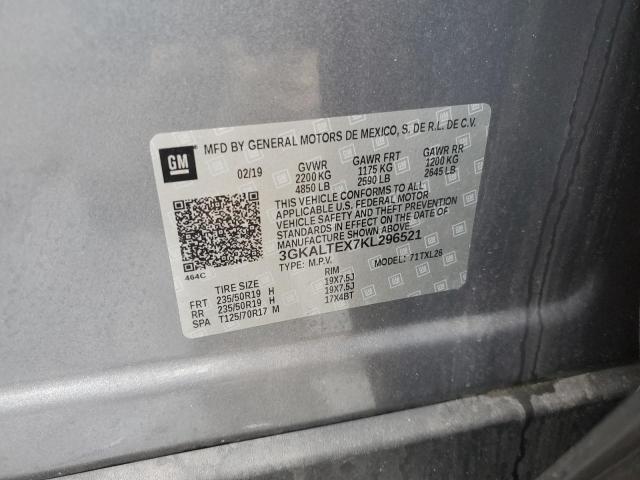 GM
MFD BY GENERAL MOTORS DE MEXICO, S. DE R.L. DE C.V.
02/19 GVWR GAWR FRT GAWR RR
2200 KG 1175 KG 1200 KG
4850 LB 2590 LB 2645 LB
THIS VEHICLE CONFORMS TO ALL
APPLICABLE U.S. FEDERAL MOTOR
VEHICLE SAFETY AND THEFT PREVENTION
STANDARDS IN EFFECT ON THE DATE OF
MANUFACTURE SHOWN ABOVE.
3GKALTEX7KL296521
TYPE: M.P.V. MODEL: 71TXL26
464C
TIRE SIZE RIM
FRT 235/50R19 H 19X7.5J
RR 235/50R19 H 19X7.5J
SPA T125/70R17 M 17X4BT